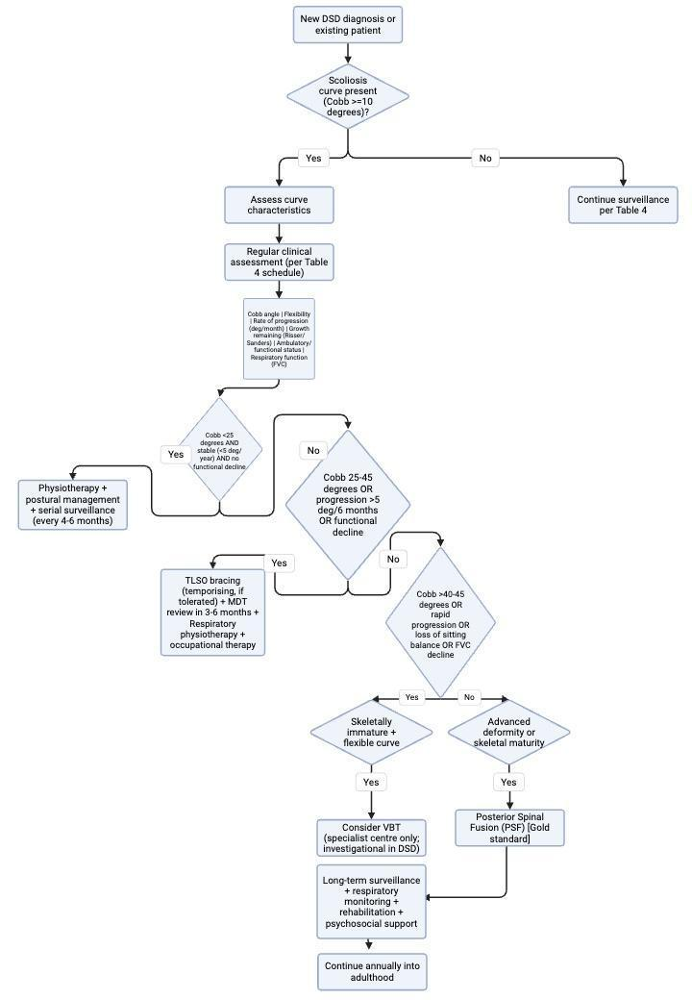 New DSD diagnosis or
existing patient
Scoliosis
curve present
(Cobb >=10
degrees)?
Yes
No
Assess curve
characteristics
Continue surveillance
per Table 4
Regular clinical
assessment (per Table
4 schedule)
Cobb angle | Flexibility
| Rate of progression
(deg/month) | Growth
remaining (Risser/
Sanders) | Ambulatory/
functional status |
Respiratory function
(FVC)
Cobb <25
degrees AND
stable (<5 deg/
year) AND no
functional decline
Yes
No
Physiotherapy +
postural management
+ serial surveillance
(every 4-6 months)
Cobb 25-45
degrees OR
progression >5
deg/6 months
OR functional
decline
Yes
No
TLSO bracing
(temporising, if
tolerated) + MDT
review in 3-6 months +
Respiratory
physiotherapy +
occupational therapy
Cobb >40-45
degrees OR
rapid
progression OR
loss of sitting
balance OR FVC
decline
Yes
No
Skeletally
immature +
flexible curve
Advanced
deformity or
skeletal maturity
Yes
Yes
Consider VBT
(specialist centre only;
investigational in DSD)
Posterior Spinal
Fusion (PSF) [Gold
standard]
Long-term surveillance
+ respiratory
monitoring +
rehabilitation +
psychosocial support
Continue annually into
adulthood